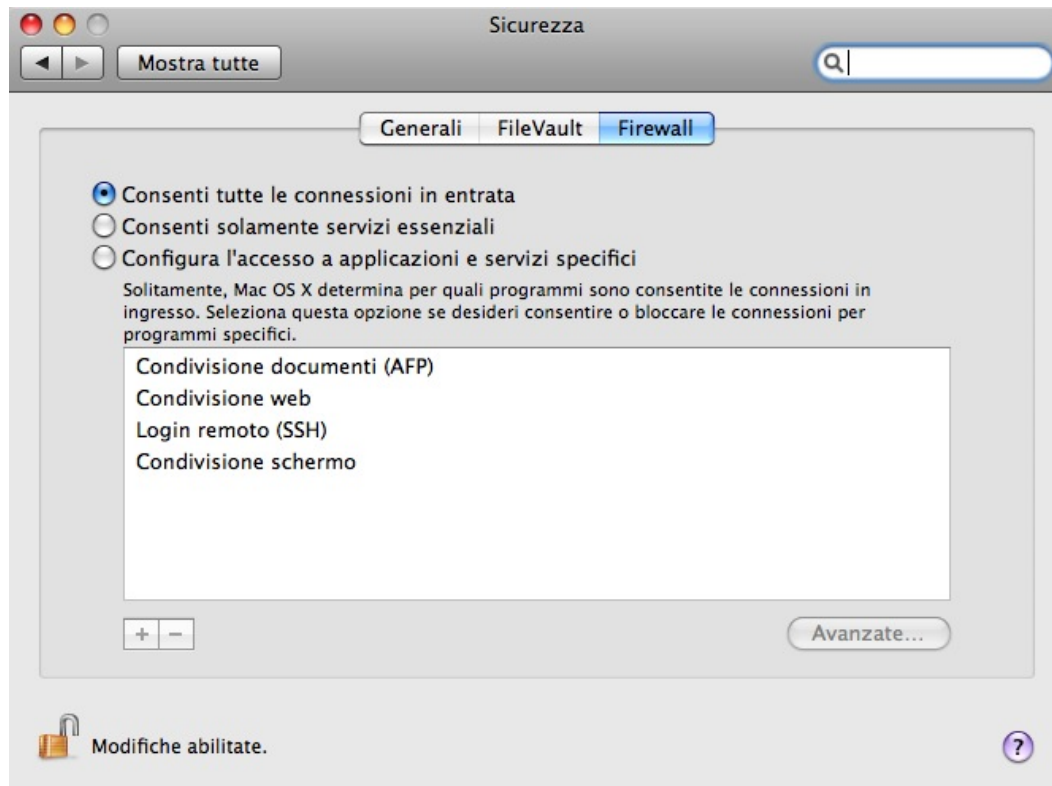 Sicurezza
Mostra tutte
Generali FileVault Firewall
Consenti tutte le connessioni in entrata
Consenti solamente servizi essenziali
Configura l'accesso a applicazioni e servizi specifici
Solitamente, Mac OS X determina per quali programmi sono consentite le connessioni in
ingresso. Seleziona questa opzione se desideri consentire o bloccare le connessioni per
programmi specifici.
Condivisione documenti (AFP)
Condivisione web
Login remoto (SSH)
Condivisione schermo
+ −
Avanzate...
Modifiche abilitate.
?